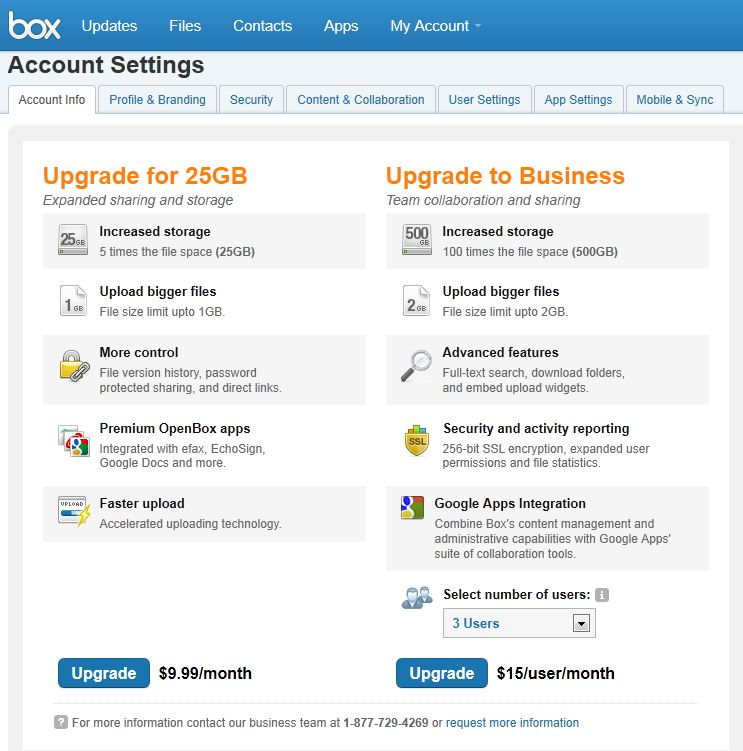 box Updates Files Contacts Apps My Account
Account Settings
Account Info Profile & Branding Security Content & Collaboration User Settings App Settings Mobile & Sync
Upgrade for 25GB
Expanded sharing and storage
25GB
Increased storage
5 times the file space (25GB)
1 GB
Upload bigger files
File size limit upto 1GB.
More control
File version history, password
protected sharing, and direct links.
Premium OpenBox apps
Integrated with efax, EchoSign,
Google Docs and more.
UPLOAD
Faster upload
Accelerated uploading technology.
Upgrade $9.99/month
Upgrade to Business
Team collaboration and sharing
500 GB
Increased storage
100 times the file space (500GB)
2 GB
Upload bigger files
File size limit upto 2GB.
Advanced features
Full-text search, download folders,
and embed upload widgets.
SSL
Security and activity reporting
256-bit SSL encryption, expanded user
permissions and file statistics.
g
Google Apps Integration
Combine Box's content management and
administrative capabilities with Google Apps'
suite of collaboration tools.
Select number of users: i
3 Users
Upgrade $15/user/month
? For more information contact our business team at 1-877-729-4269 or request more information